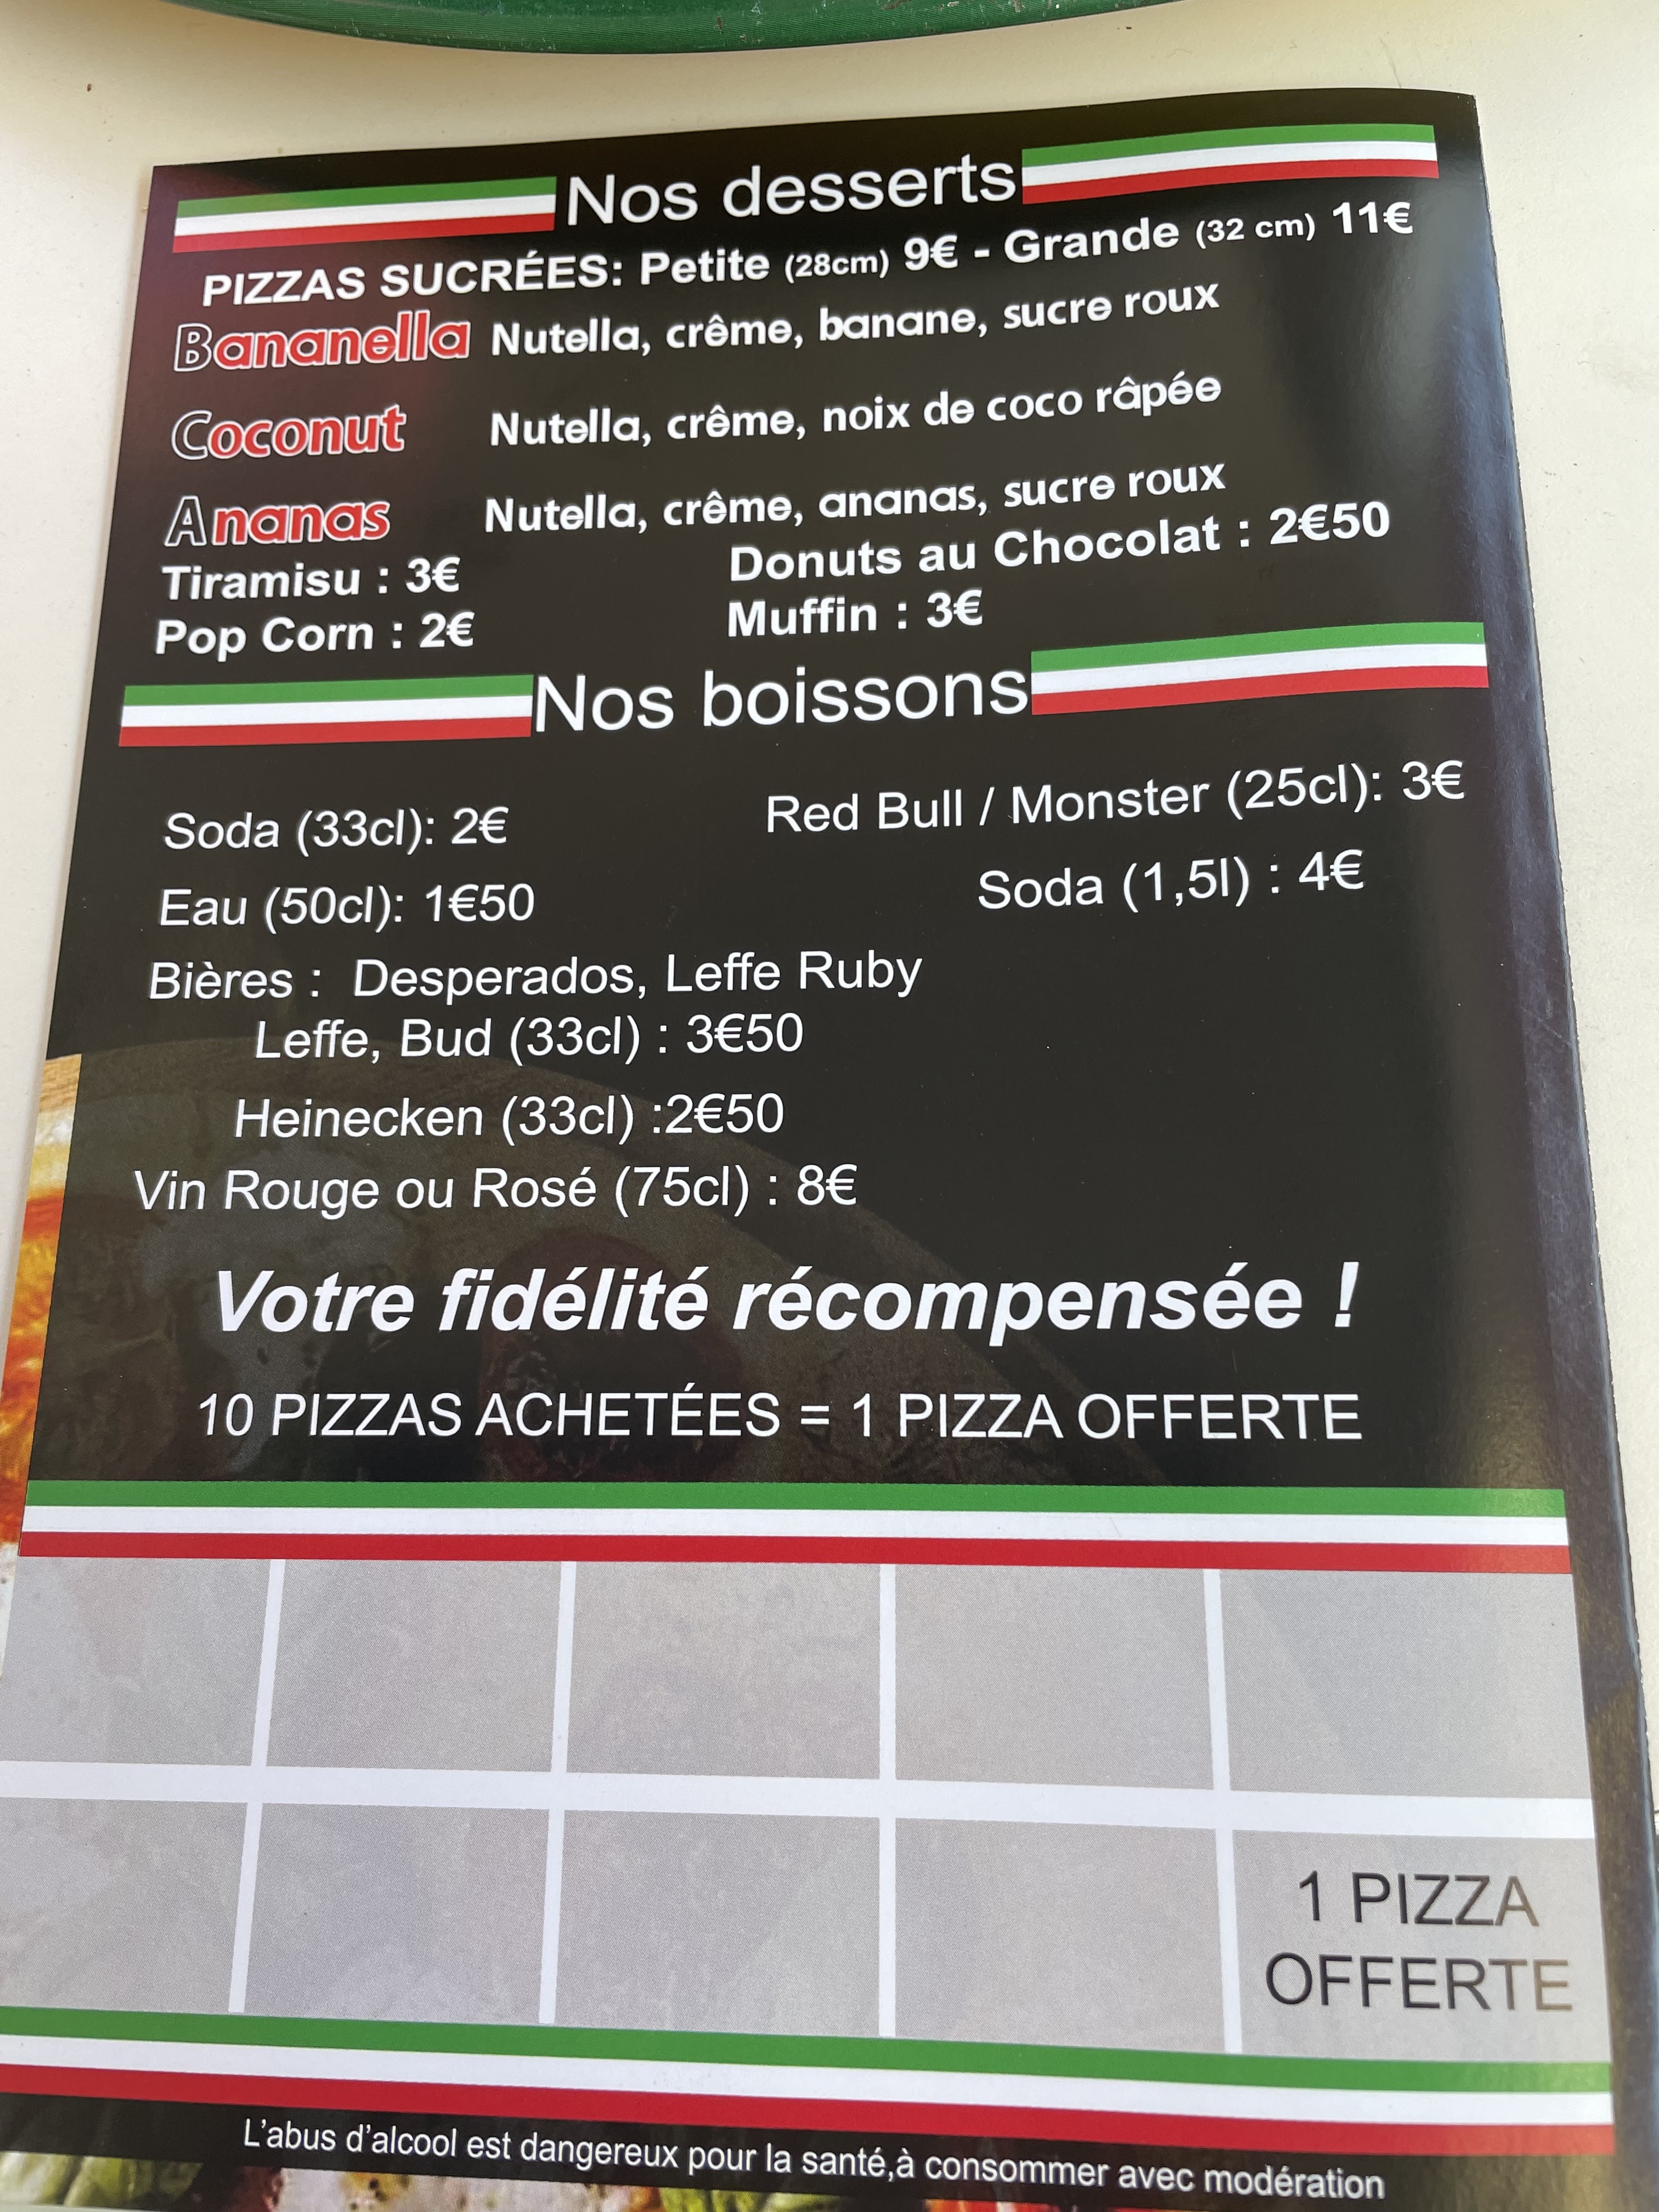 Nos desserts
PIZZAS SUCRÉES: Petite (28cm) 9€ - Grande (32 cm) 11€
Bananella Nutella, crême, banane, sucre roux
Coconut Nutella, crême, noix de coco râpée
Ananas Nutella, crême, ananas, sucre roux
Tiramisu : 3€ Donuts au Chocolat : 2€50
Pop Corn : 2€ Muffin : 3€
Nos boissons
Soda (33cl): 2€ Red Bull / Monster (25cl): 3€
Eau (50cl): 1€50 Soda (1,5l) : 4€
Bières : Desperados, Leffe Ruby
Leffe, Bud (33cl) : 3€50
Heinecken (33cl) :2€50
Vin Rouge ou Rosé (75cl) : 8€
Votre fidélité récompensée !
10 PIZZAS ACHETÉES = 1 PIZZA OFFERTE
1 PIZZA
OFFERTE
L'abus d'alcool est dangereux pour la santé,à consommer avec modération